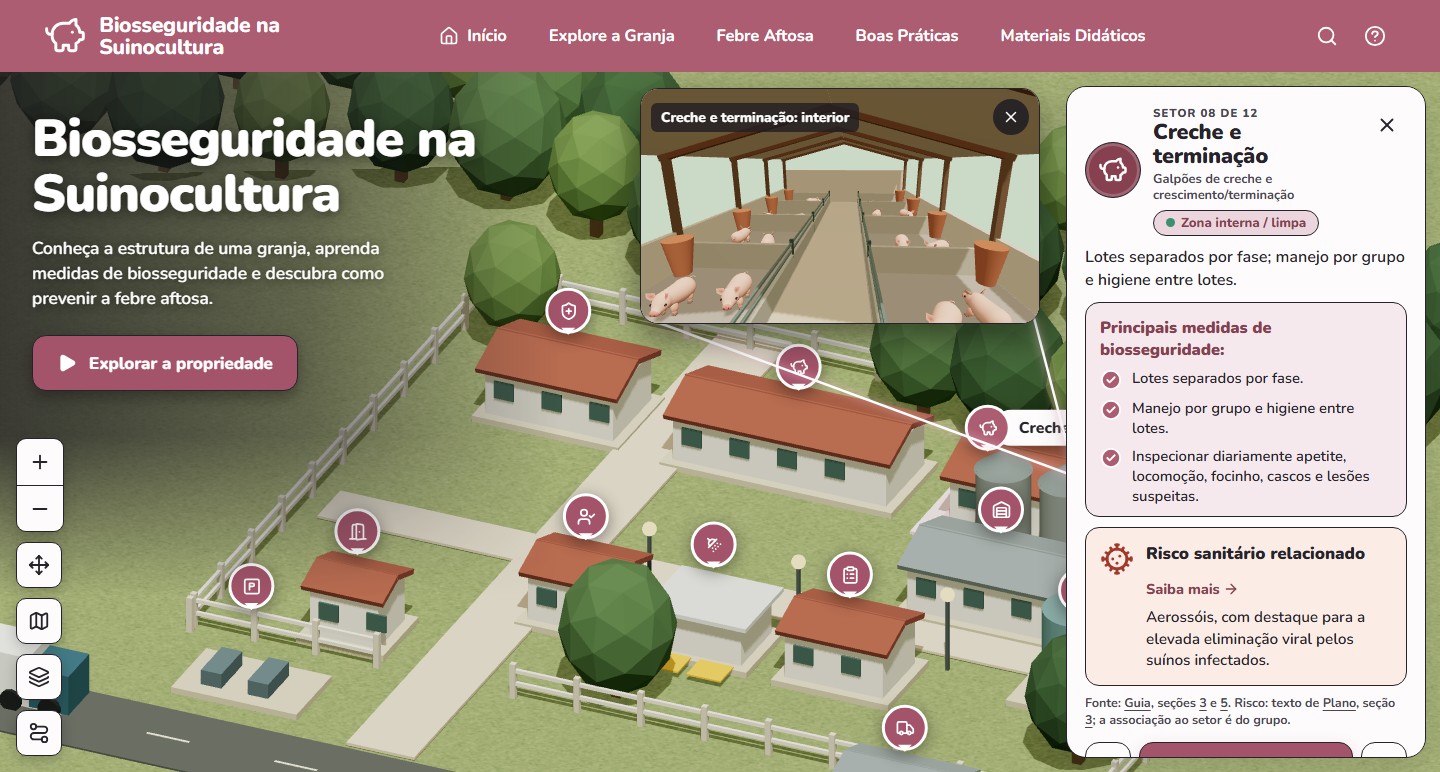 Biosseguridade na
Suinocultura
Início
Explore a Granja
Febre Aftosa
Boas Práticas
Materiais Didáticos
Biosseguridade na
Suinocultura
Conheça a estrutura de uma granja, aprenda
medidas de biosseguridade e descubra como
prevenir a febre aftosa.
Explorar a propriedade
Creche e terminação: interior
P
SETOR 08 DE 12
Creche e
terminação
Galpões de creche e
crescimento/terminação
Zona interna / limpa
Lotes separados por fase; manejo por grupo
e higiene entre lotes.
Principais medidas de
biosseguridade:
Lotes separados por fase.
Manejo por grupo e higiene entre
lotes.
Inspecionar diariamente apetite,
locomoção, focinho, cascos e lesões
suspeitas.
Risco sanitário relacionado
Saiba mais →
Aerossóis, com destaque para a
elevada eliminação viral pelos
suínos infectados.
Fonte: Guia, seções 3 e 5. Risco: texto de Plano, seção
3; a associação ao setor é do grupo.